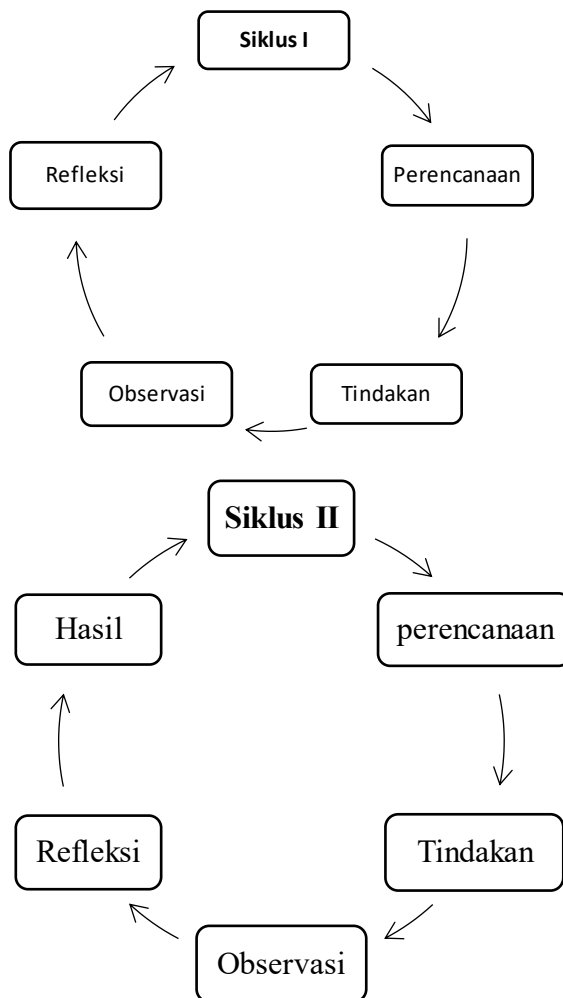 Siklus I
Refleksi
Perencanaan
Observasi
Tindakan
Siklus II
Hasil
perencanaan
Refleksi
Tindakan
Observasi